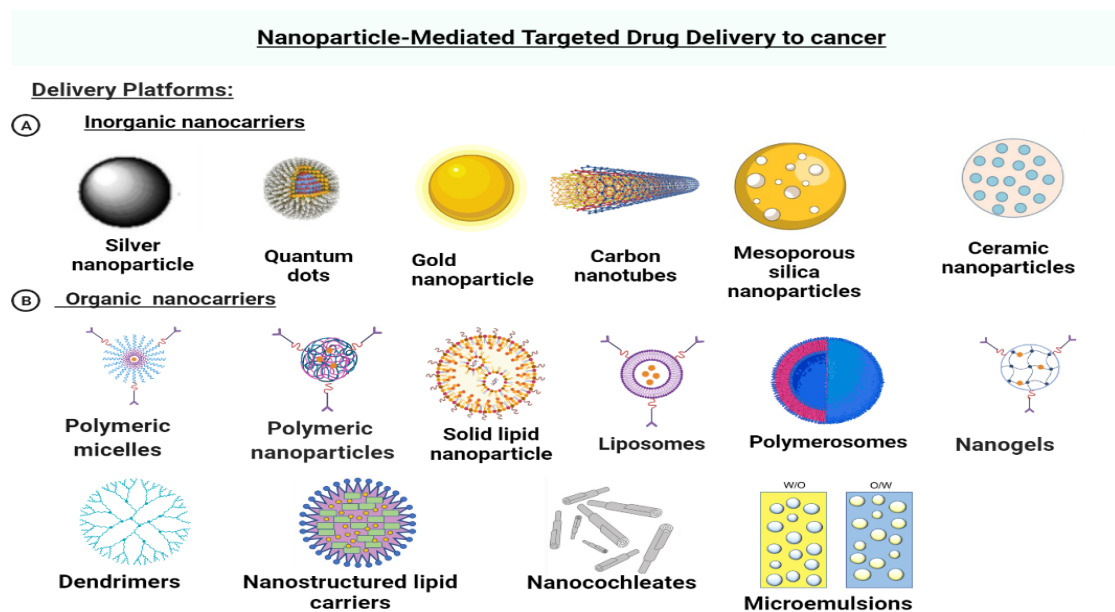 Nanoparticle-Mediated Targeted Drug Delivery to cancer
Delivery Platforms:
A Inorganic nanocarriers
Silver
nanoparticle
Quantum
dots
Gold
nanoparticle
Carbon
nanotubes
Mesoporous
silica
nanoparticles
Ceramic
nanoparticles
B Organic nanocarriers
Polymeric
micelles
Polymeric
nanoparticles
Solid lipid
nanoparticle
Liposomes
Polymerosomes
Nanogels
Dendrimers
Nanostructured lipid
carriers
Nanocochleates
W/O
O/W
Microemulsions